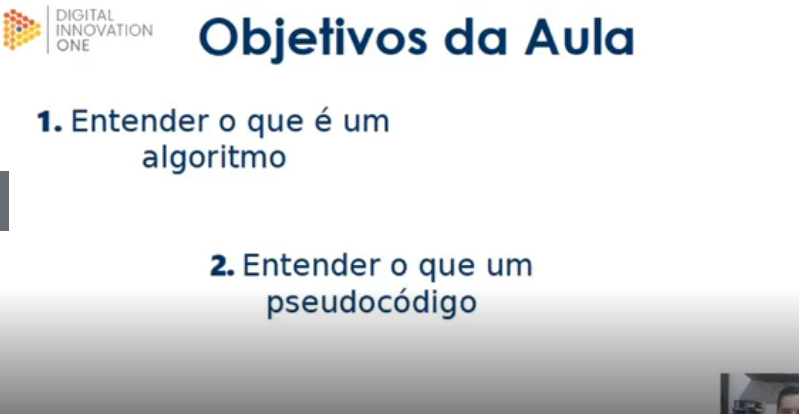 DIGITAL
INNOVATION
ONE
Objetivos da Aula
1. Entender o que é um
algoritmo
2. Entender o que um
pseudocódigo